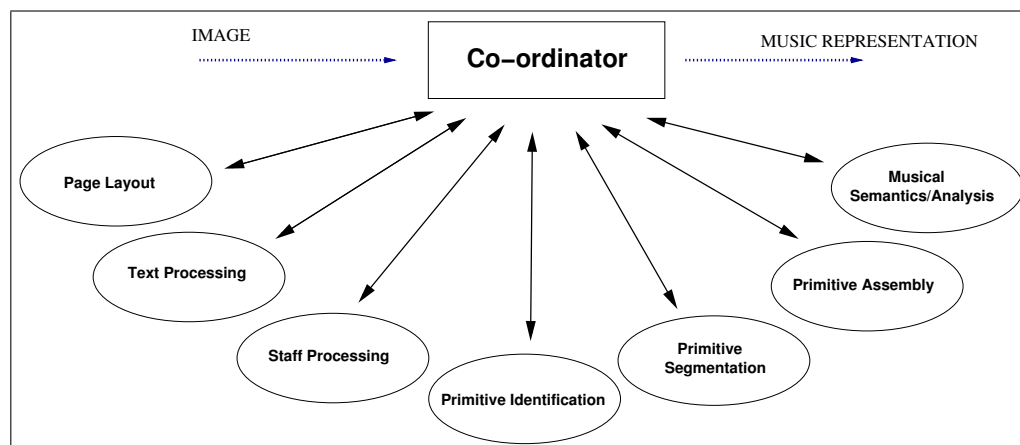 IMAGE
Co–ordinator
MUSIC REPRESENTATION
Page Layout
Text Processing
Staff Processing
Primitive Identification
Primitive
Segmentation
Primitive Assembly
Musical
Semantics/Analysis